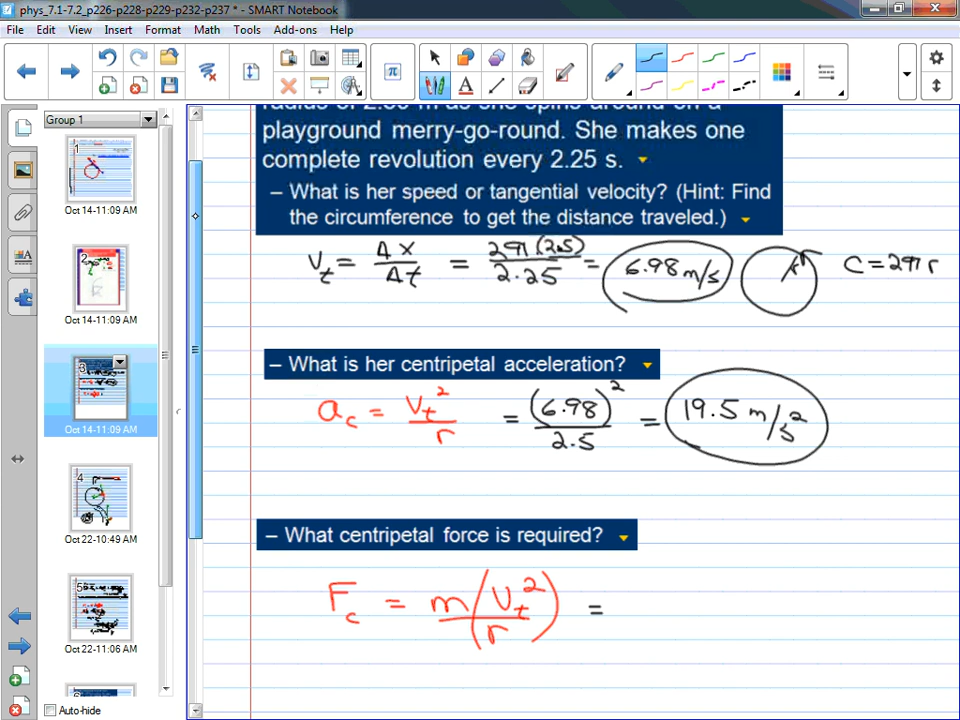 phys_7.1-7.2_p226-p228-p229-p232-p237 * - SMART Notebook
File Edit View Insert Format Math Tools Add-ons Help
Group 1
1
Oct 14-11:09 AM
2
Oct 14-11:09 AM
3
Oct 14-11:09 AM
4
Oct 22-10:49 AM
5
Oct 22-11:06 AM
Auto-hide
playground merry-go-round. She makes one
complete revolution every 2.25 s.
– What is her speed or tangential velocity? (Hint: Find
the circumference to get the distance traveled.)
Vt = Δx/Δt = 2π(2.5)/2.25 = 6.98 m/s r C = 2πr
– What is her centripetal acceleration?
ac = Vt²/r = (6.98)²/2.5 = 19.5 m/s²
– What centripetal force is required?
Fc = m(Vt²/r) =